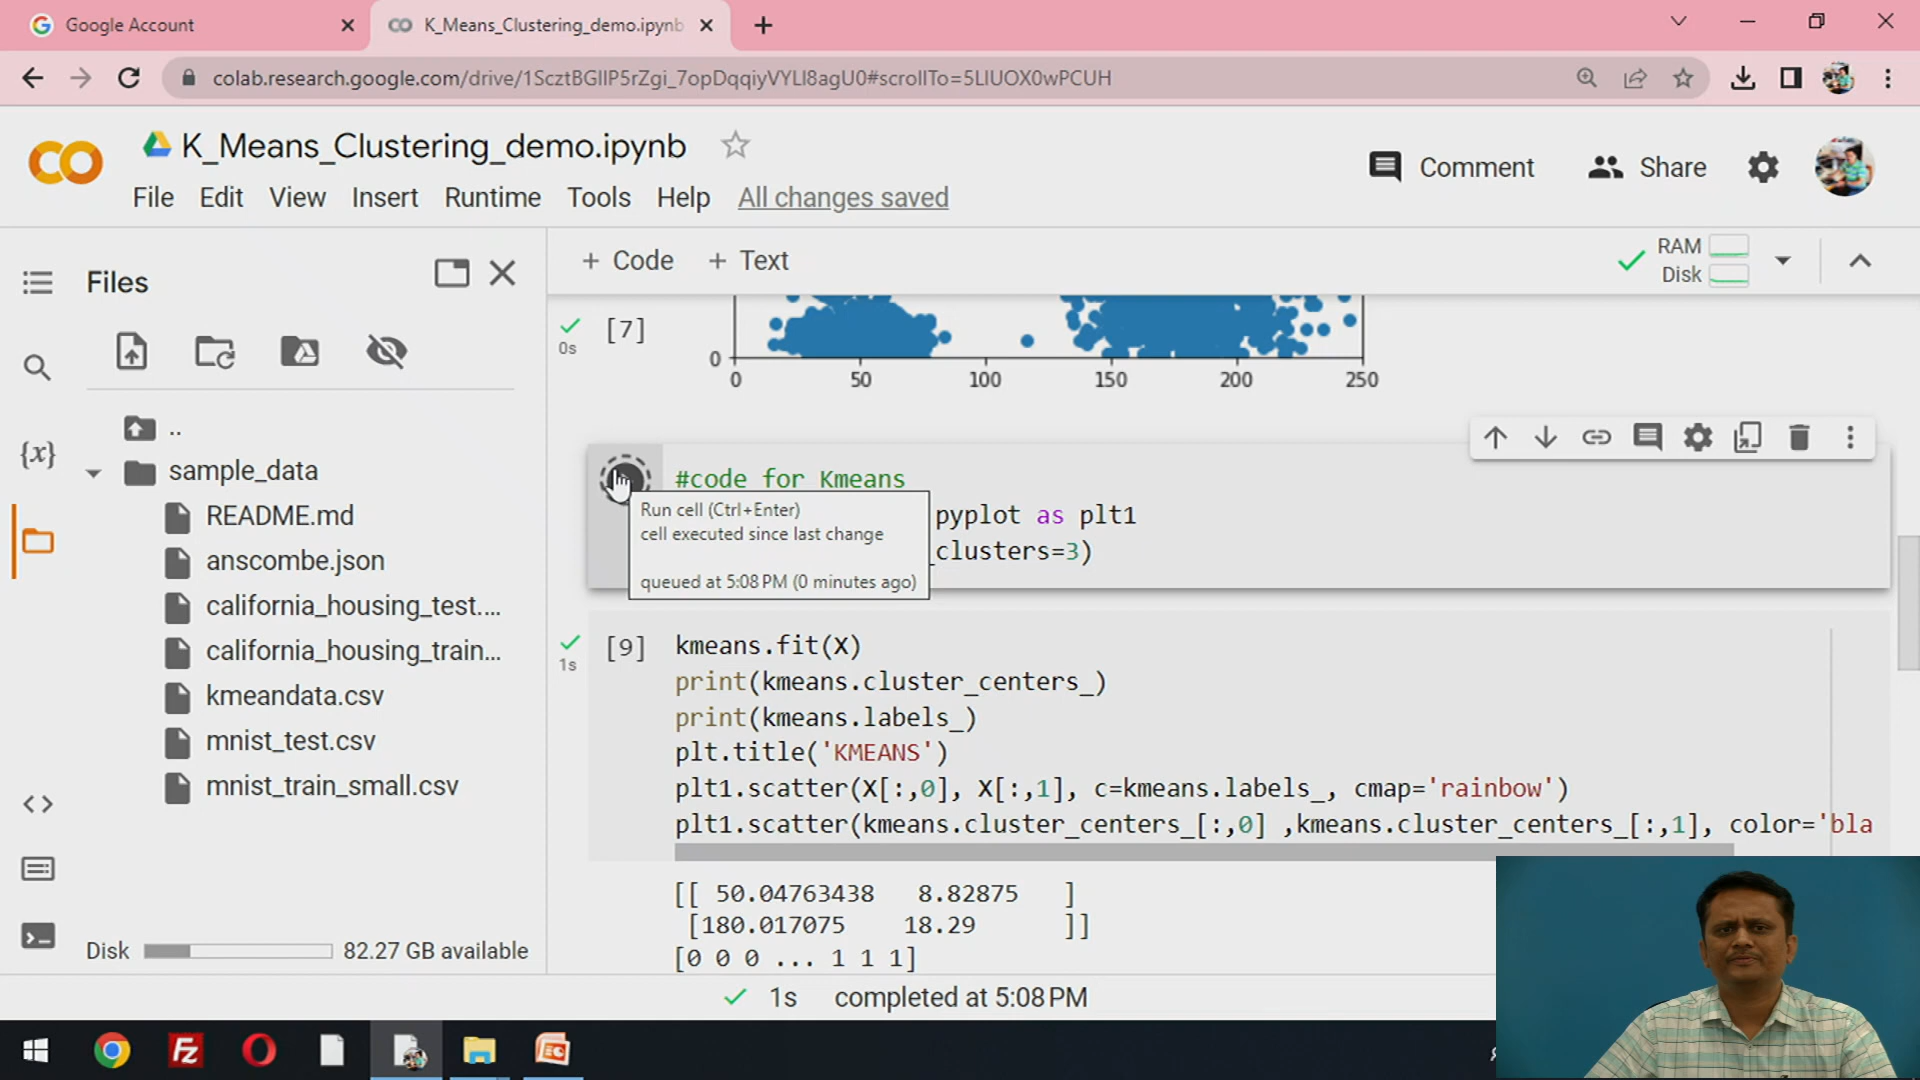 Google Account
K_Means_Clustering_demo.ipynb
colab.research.google.com/drive/1ScztBGIIP5rZgi_7opDqqiyVYLI8agU0#scrollTo=5LIUOX0wPCUH
K_Means_Clustering_demo.ipynb
Comment
Share
File Edit View Insert Runtime Tools Help All changes saved
Files
+ Code + Text
RAM
Disk
..
sample_data
README.md
anscombe.json
california_housing_test....
california_housing_train...
kmeandata.csv
mnist_test.csv
mnist_train_small.csv
Disk 82.27 GB available
[7]
0s
0
0 50 100 150 200 250
#code for Kmeans
pyplot as plt1
_clusters=3)
Run cell (Ctrl+Enter)
cell executed since last change
queued at 5:08 PM (0 minutes ago)
[9]
1s
kmeans.fit(X)
print(kmeans.cluster_centers_)
print(kmeans.labels_)
plt.title('KMEANS')
plt1.scatter(X[:,0], X[:,1], c=kmeans.labels_, cmap='rainbow')
plt1.scatter(kmeans.cluster_centers_[:,0] ,kmeans.cluster_centers_[:,1], color='bla
[[ 50.04763438 8.82875 ]
[180.017075 18.29 ]]
[0 0 0 ... 1 1 1]
1s completed at 5:08 PM